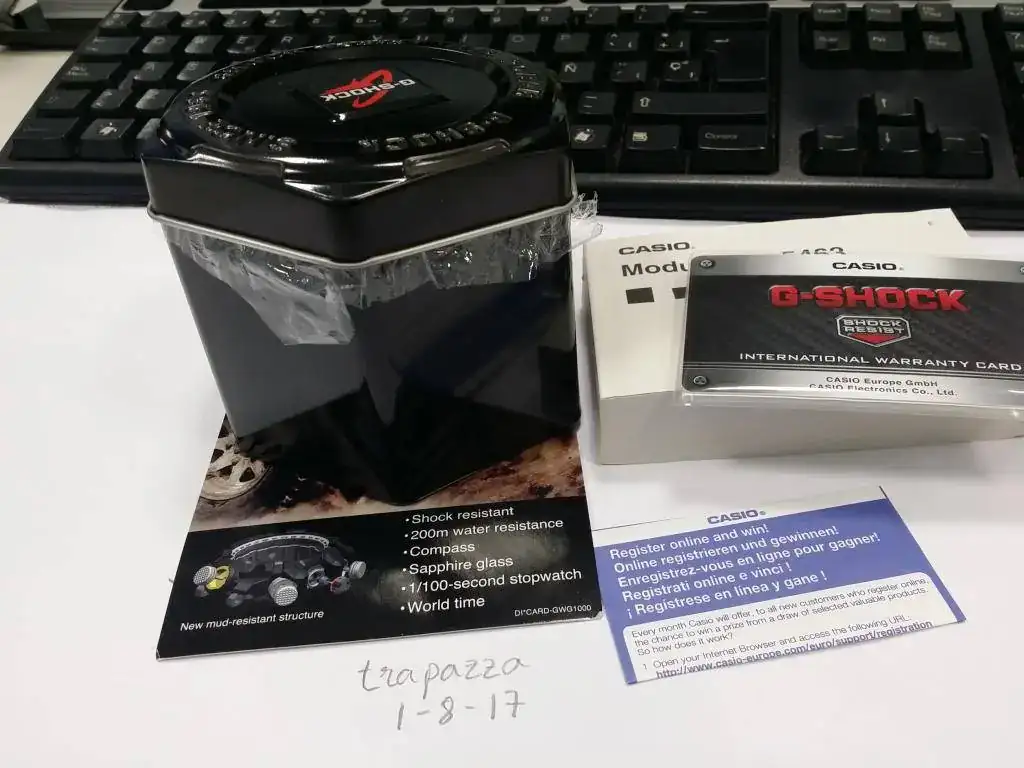 G-SHOCK
CASIO®
Modu 5463
CASIO®
G-SHOCK
SHOCK
RESIST
INTERNATIONAL WARRANTY CARD
CASIO Europe GmbH
CASIO Electronics Co., Ltd.
• Shock resistant
• 200m water resistance
• Compass
• Sapphire glass
• 1/100-second stopwatch
• World time
DI*CARD-GWG1000
New mud-resistant structure
CASIO®
Register online and win!
Online registrieren und gewinnen!
Enregistrez-vous en ligne pour gagner!
Registrati online e vinci !
¡ Regístrese en línea y gane !
Every month Casio will offer, to all new customers who register online,
the chance to win a prize from a draw of selected valuable products.
So how does it work?
1 Open your Internet Browser and access the following URL:
http://www.casio-europe.com/euro/support/registration
trapazza
1-8-17
Control